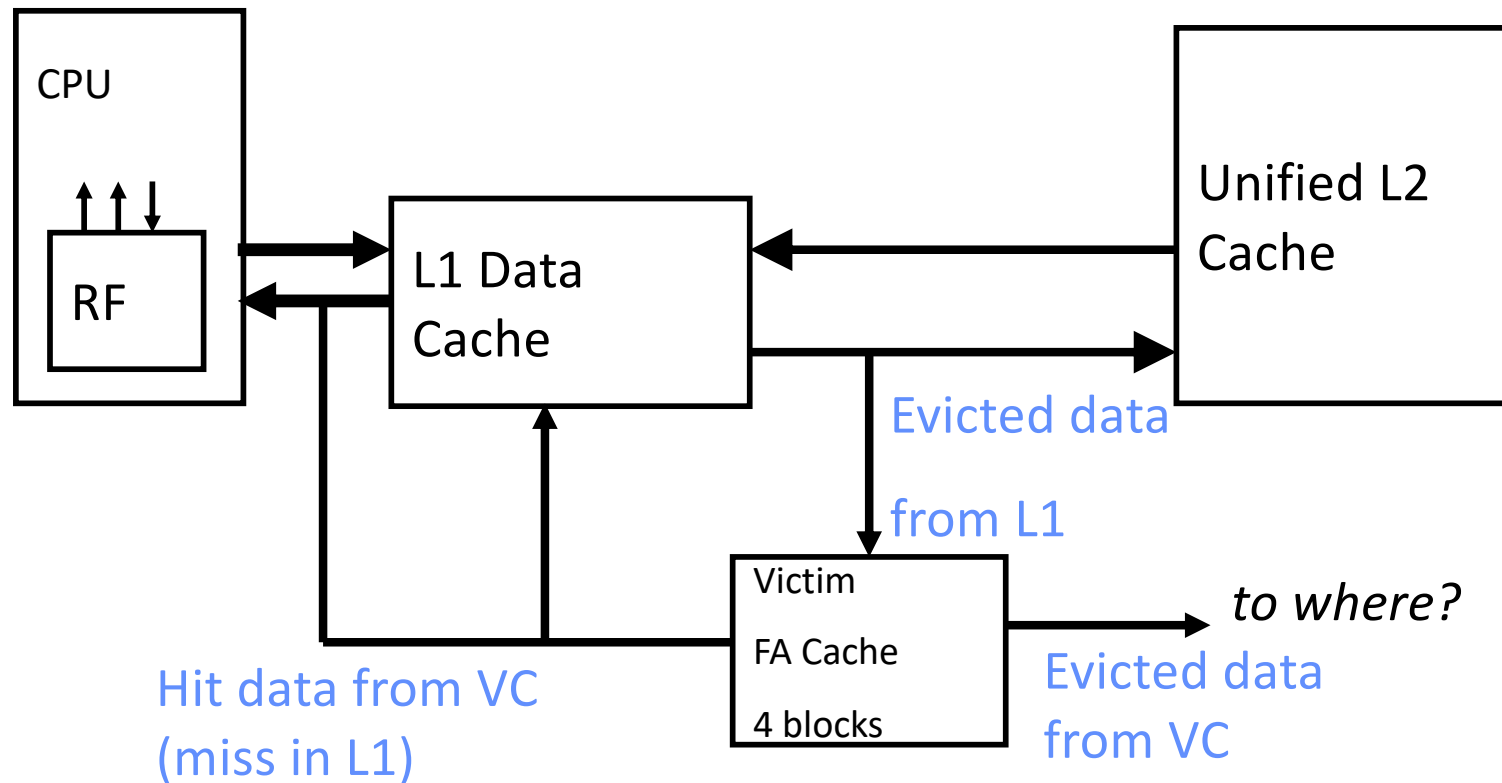 CPU
RF
L1 Data
Cache
Unified L2
Cache
Evicted data
from L1
Victim
FA Cache
4 blocks
to where?
Evicted data
from VC
Hit data from VC
(miss in L1)